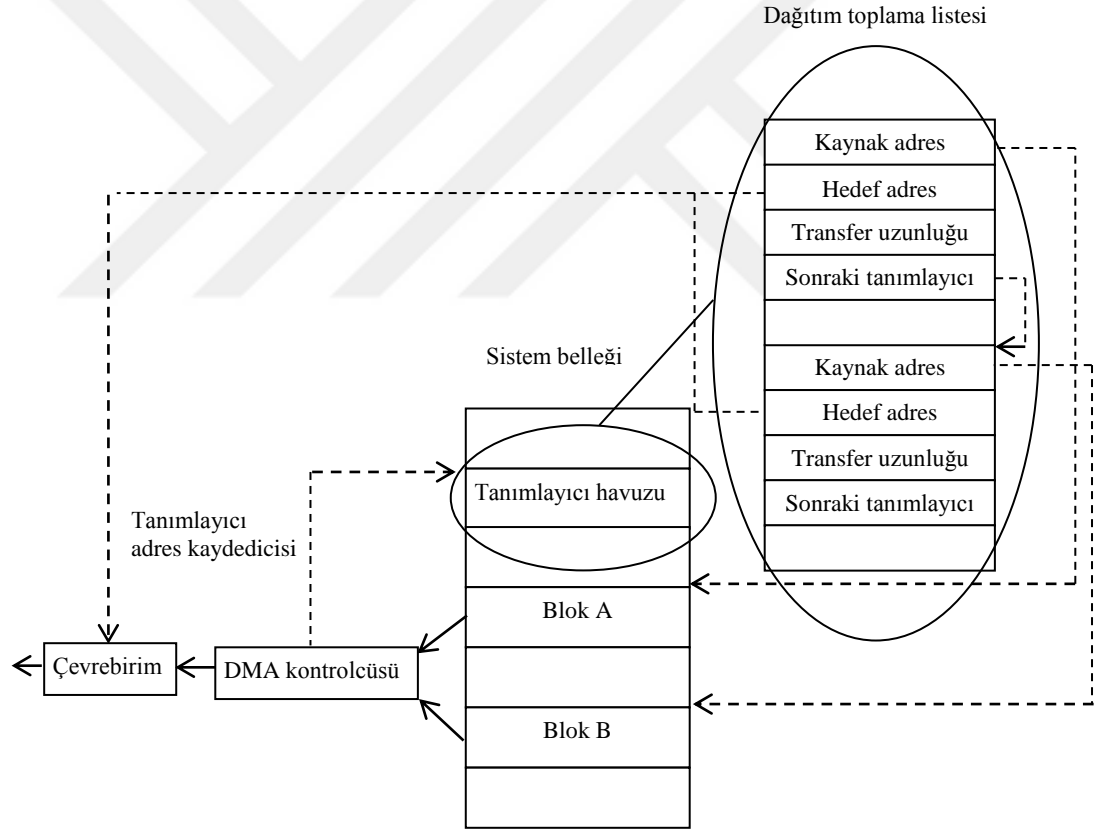 Dağıtım toplama listesi
Kaynak adres
Hedef adres
Transfer uzunluğu
Sonraki tanımlayıcı
Kaynak adres
Hedef adres
Transfer uzunluğu
Sonraki tanımlayıcı
Sistem belleği
Tanımlayıcı havuzu
Tanımlayıcı
adres kaydedicisi
Blok A
Çevrebirim
DMA kontrolcüsü
Blok B